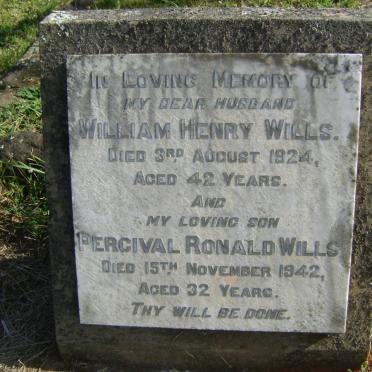 In Loving Memory of
my dear husband
William Henry Wills.
Died 3rd August 1924,
Aged 42 Years.
And
my loving son
Percival Ronald Wills
Died 15th November 1942,
Aged 32 Years.
Thy will be done.